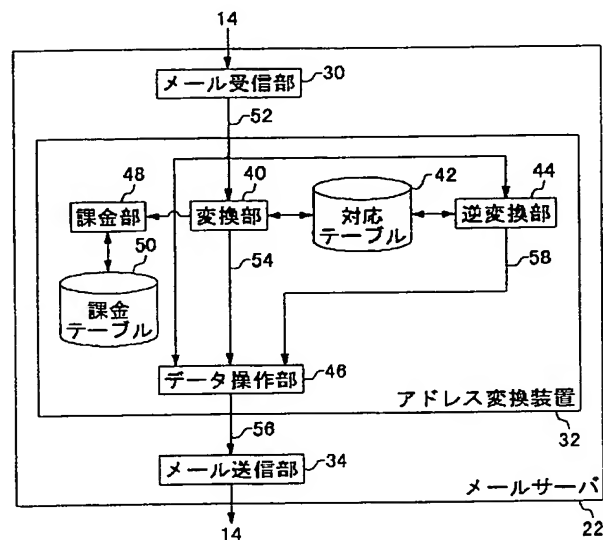 14
メール受信部
30
52
48
40
42
44
課金部
変換部
対応
テーブル
逆変換部
50
54
58
課金
テーブル
データ操作部
46
アドレス変換装置
32
56
メール送信部
34
メールサーバ
14
22